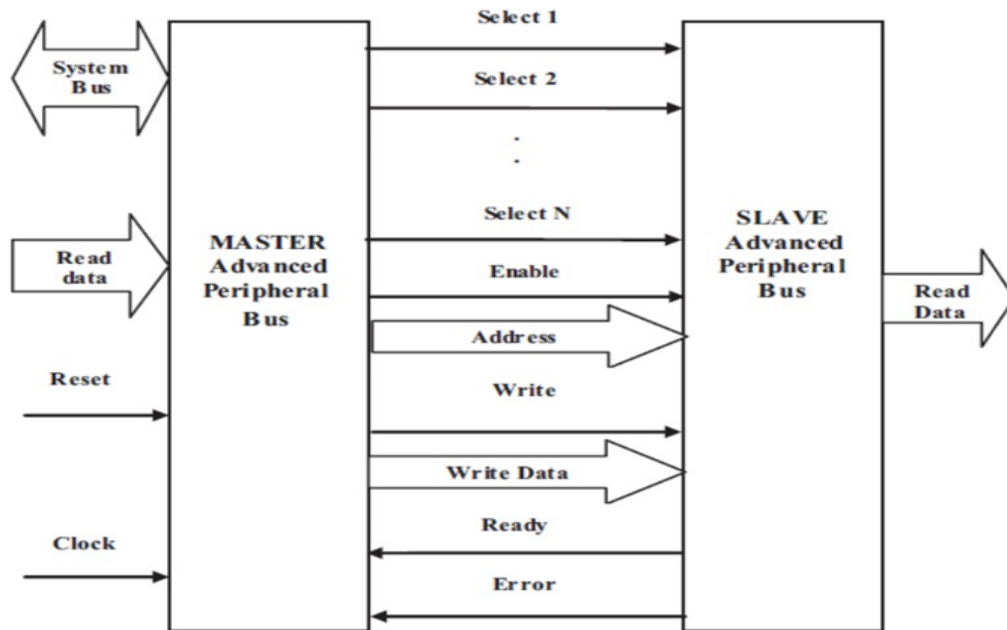 System
Bus
Read
data
Reset
Clock
MASTER
Advanced
Peripheral
Bus
Select 1
Select 2
Select N
Enable
Address
Write
Write Data
Ready
Error
SLAVE
Advanced
Peripheral
Bus
Read
Data